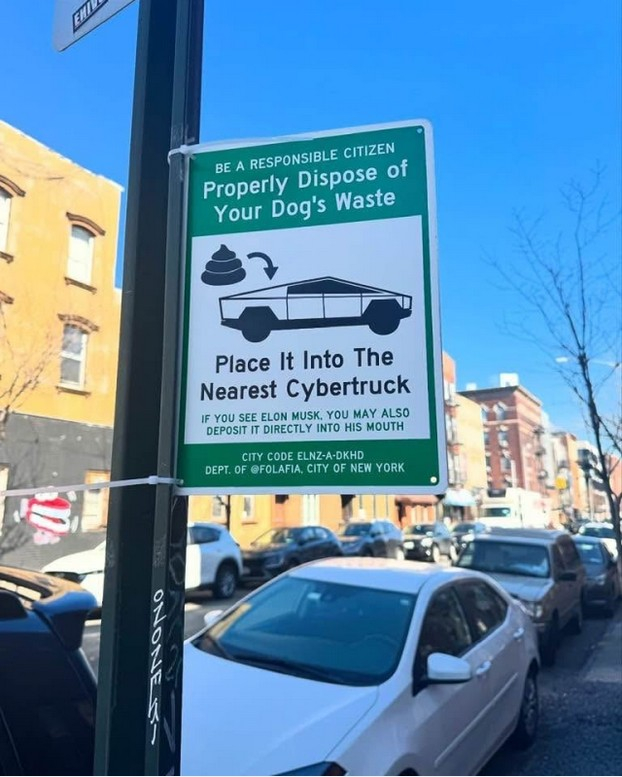 BE A RESPONSIBLE CITIZEN
Properly Dispose of
Your Dog's Waste
Place It Into The
Nearest Cybertruck
IF YOU SEE ELON MUSK, YOU MAY ALSO
DEPOSIT IT DIRECTLY INTO HIS MOUTH
CITY CODE ELNZ-A-DKHD
DEPT. OF @FOLAFIA, CITY OF NEW YORK